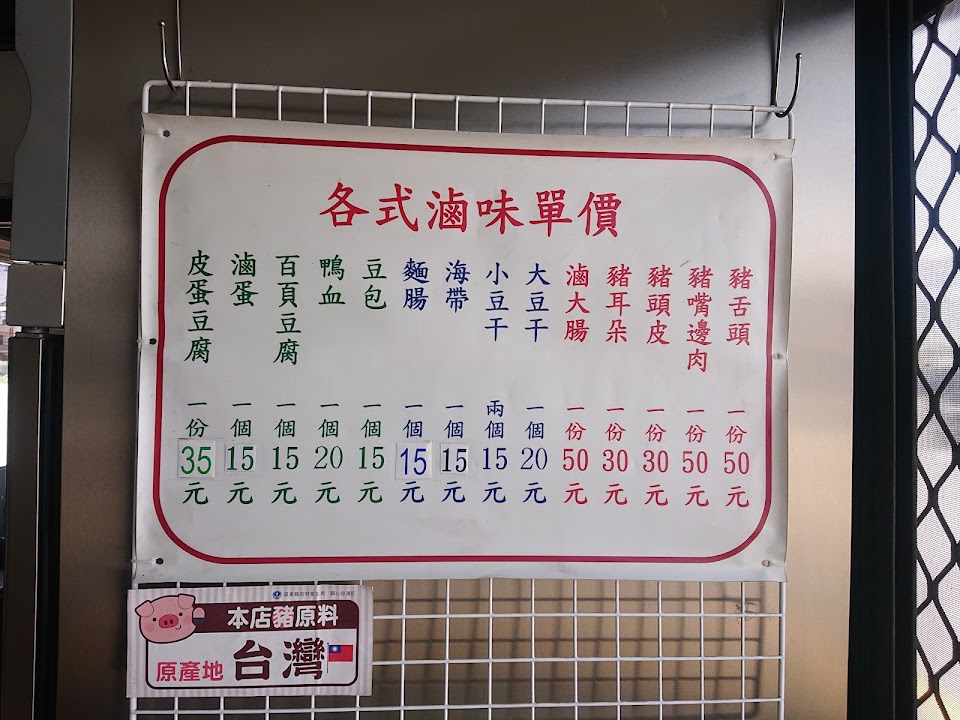 各式滷味單價
豬舌頭 一份50元
豬嘴邊肉 一份50元
豬頭皮 一份30元
豬耳朵 一份30元
滷大腸 一份50元
大豆干 一個20元
小豆干 兩個15元
海帶 一個15元
麵腸 一個15元
豆包 一個15元
鴨血 一個20元
百頁豆腐 一個15元
滷蛋 一個15元
皮蛋豆腐 一份35元
本店豬原料
原產地 台灣